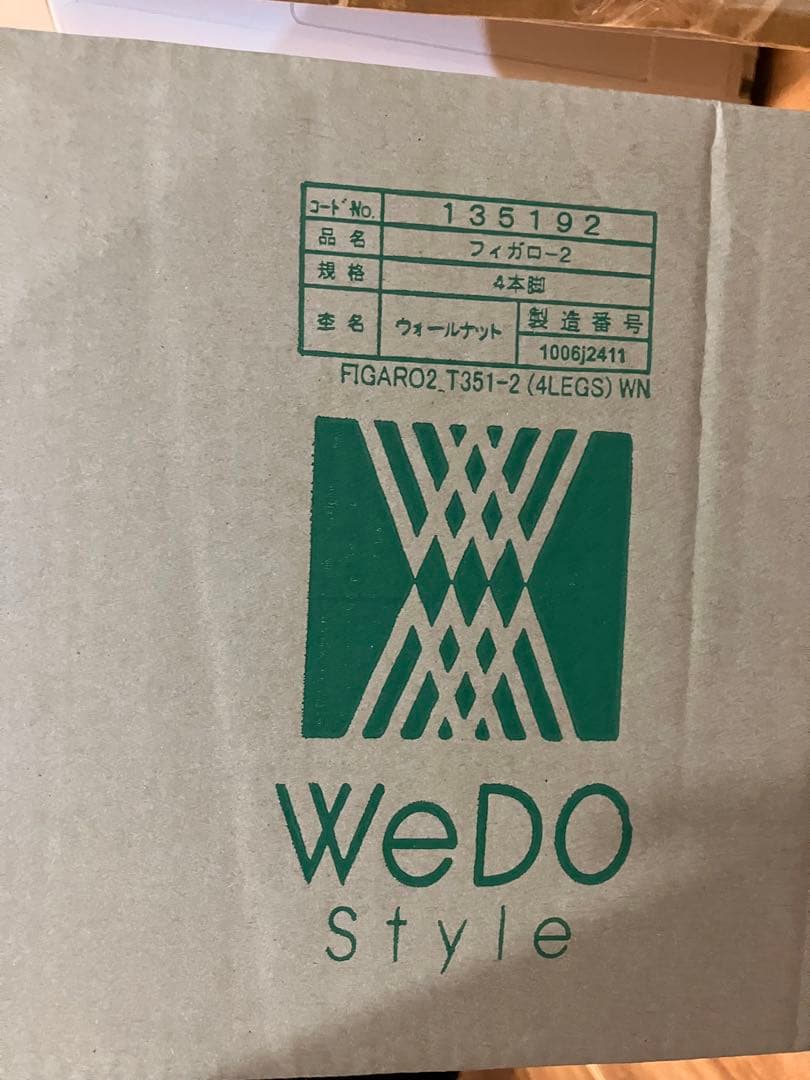 コードNo. 135192
品名 フィガロ-2
規格 4本脚
杢名 ウォールナット 製造番号
1006j2411
FIGARO2_T351-2 (4LEGS) WN
WeDO
Style